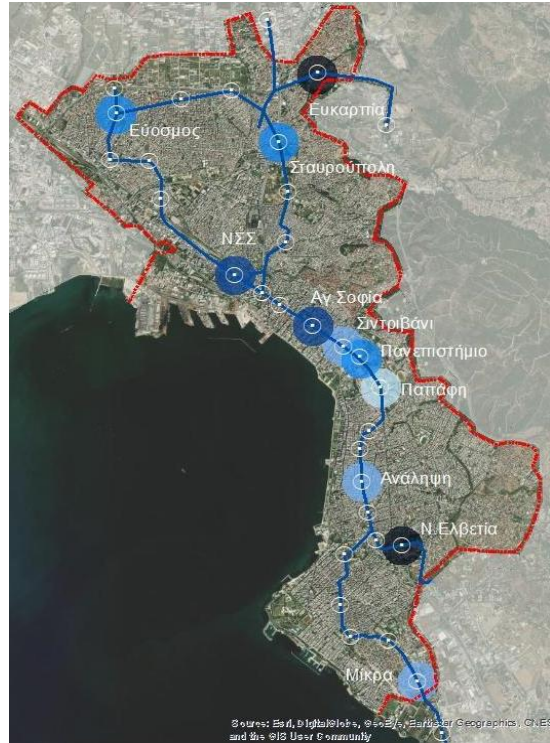 Ευκαρπία
Εύοσμος
Σταυρούπολη
ΝΣΣ
Αγ Σοφία
Σιντριβάνι
Πανεπιστήμιο
Παπάφη
Ανάληψη
Ν.Ελβετία
Μίκρα
Source: Esri, DigitalGlobe, GeoEye, Earthstar Geographics, CNES
and the GIS User Community